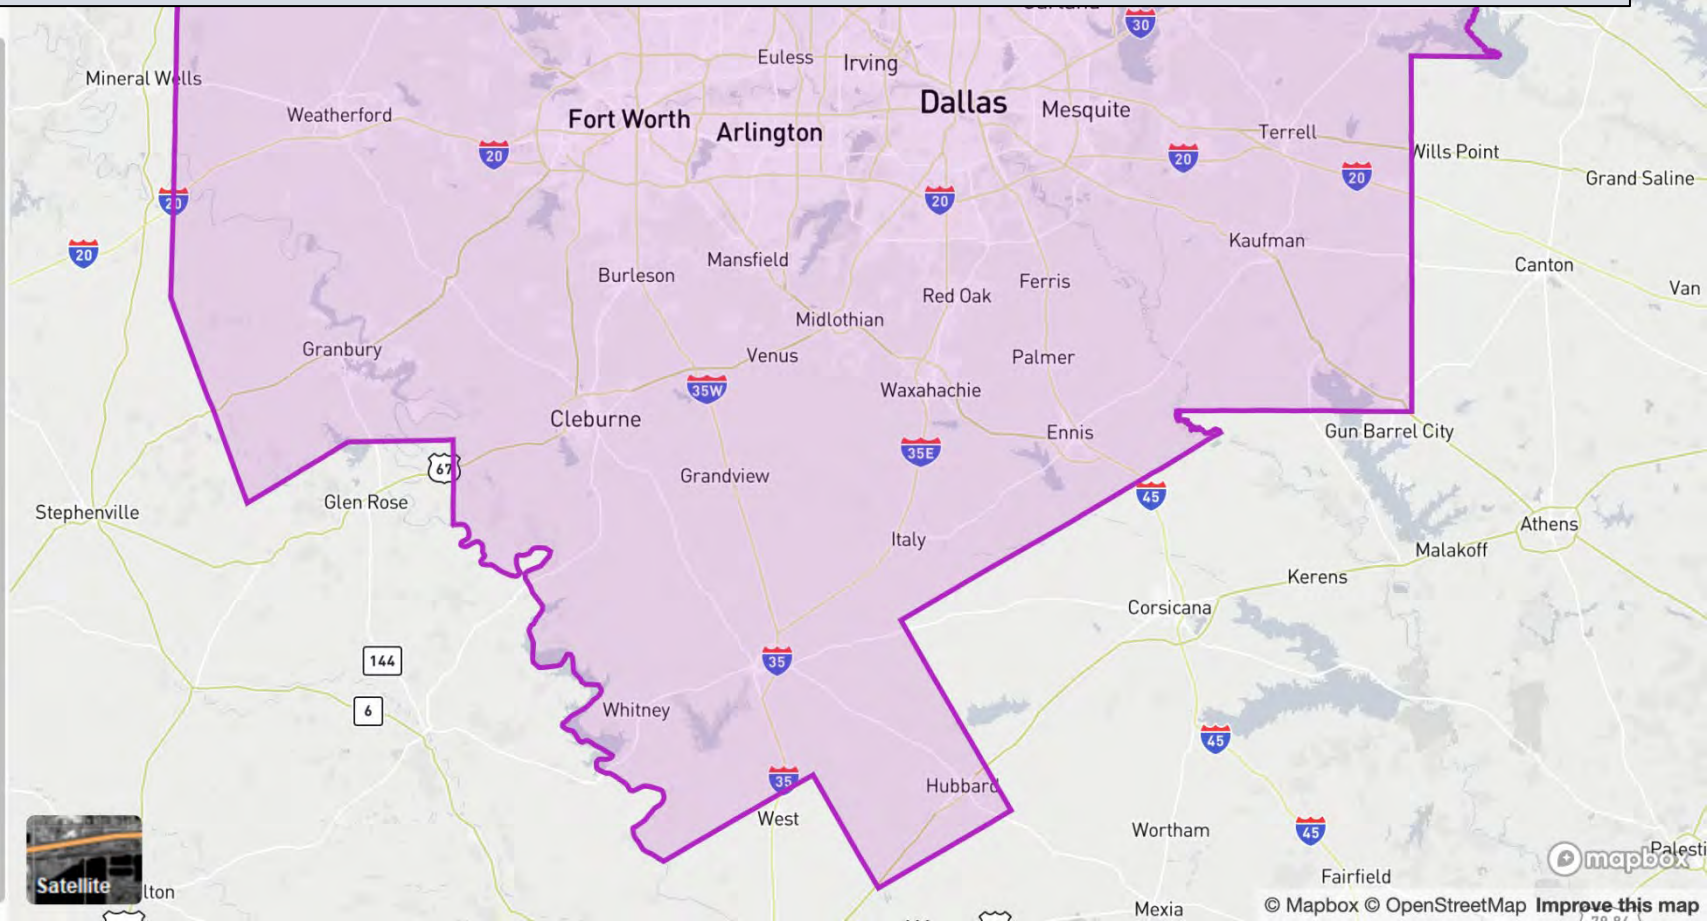 30
Euless
Irving
Mineral Wells
Dallas
Mesquite
Weatherford
Fort Worth
Arlington
Terrell
20
20
Wills Point
20
Grand Saline
20
20
Kaufman
20
Mansfield
Canton
Burleson
Ferris
Van
Red Oak
Midlothian
Granbury
Venus
Palmer
35W
Waxahachie
Cleburne
Ennis
Gun Barrel City
35E
67
Grandview
45
Glen Rose
Stephenville
Athens
Italy
Malakoff
Kerens
Corsicana
144
35
6
Whitney
45
35
Hubbard
West
Wortham
45
Palesti
mapbox
Fairfield
Satellite
lton
© Mapbox © OpenStreetMap Improve this map
Mexia